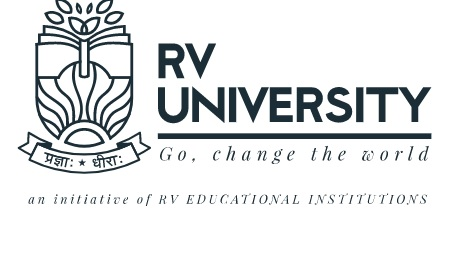 RV
UNIVERSITY
Go, change the world
प्रज्ञाः ★ धीराः
an initiative of RV EDUCATIONAL INSTITUTIONS